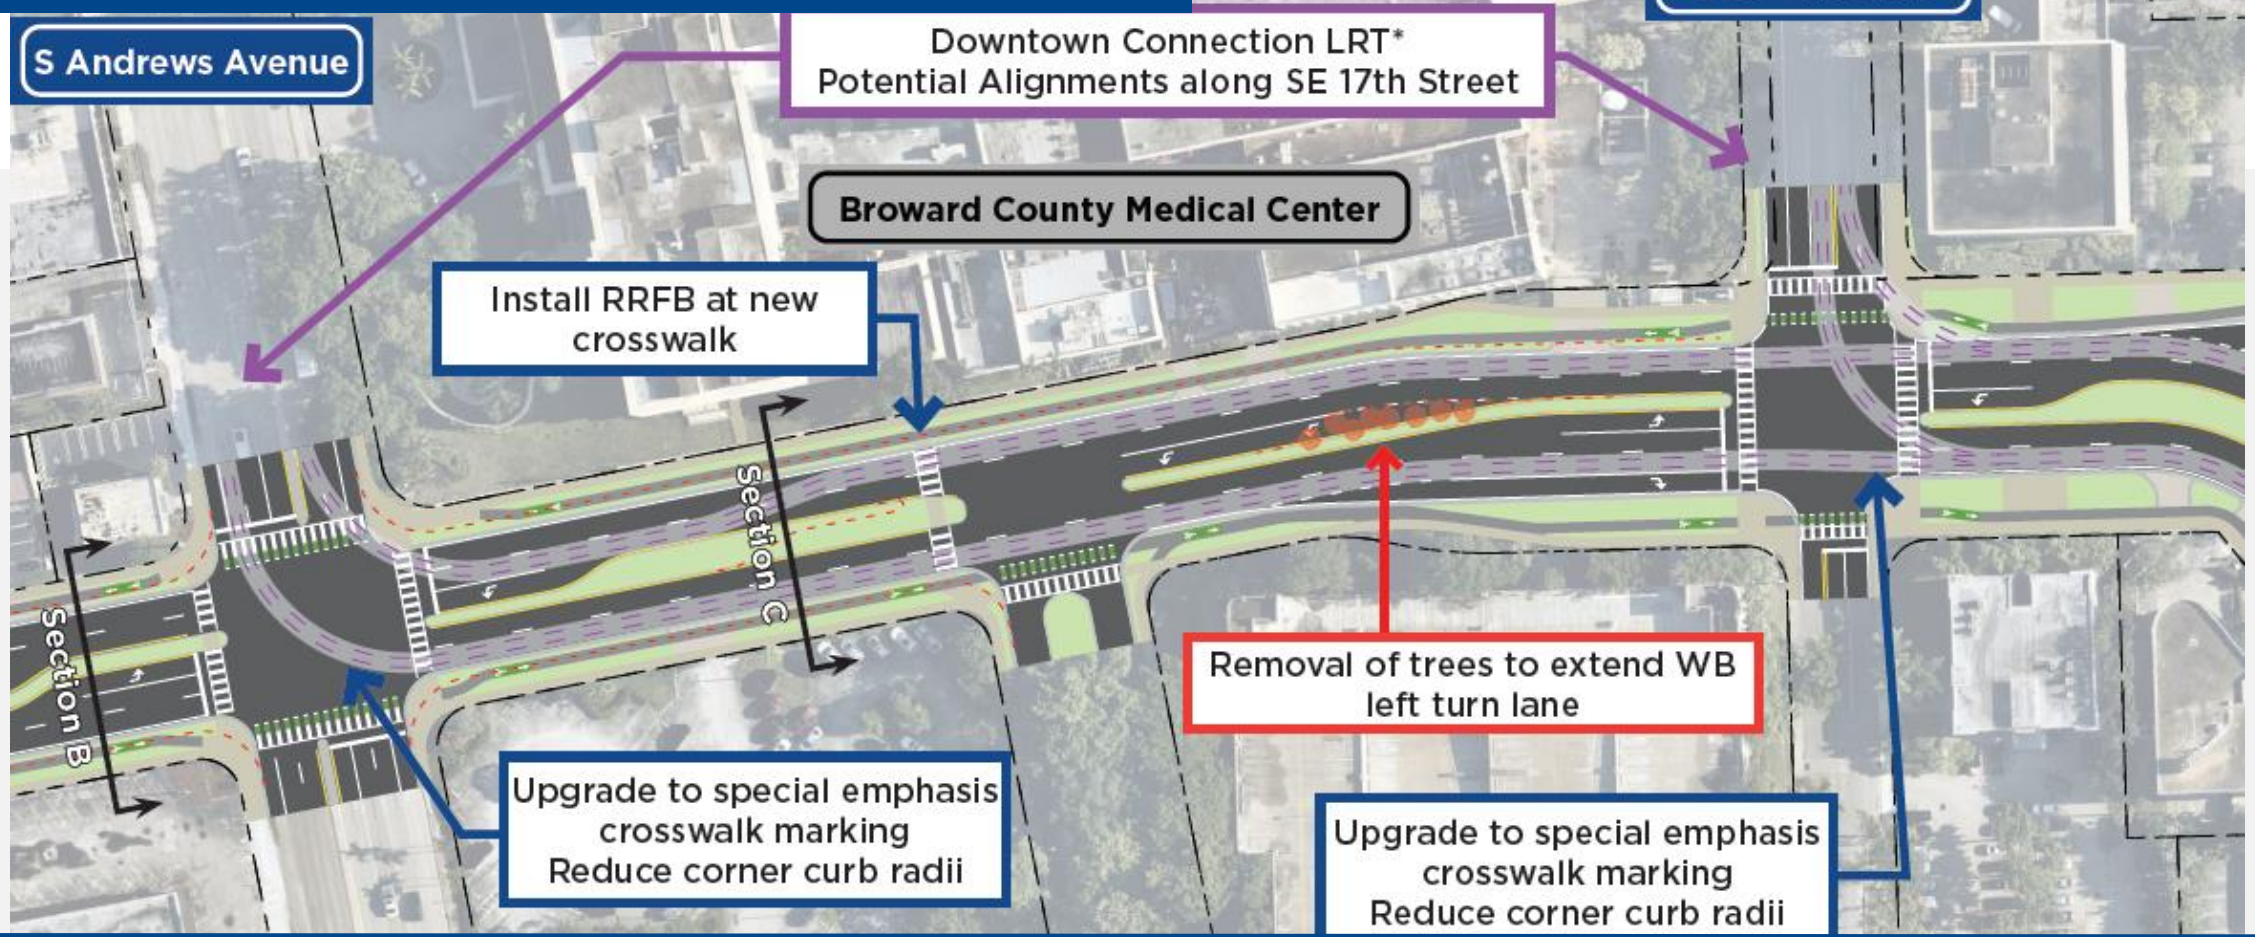 S Andrews Avenue
Downtown Connection LRT*
Potential Alignments along SE 17th Street
Broward County Medical Center
Install RRFB at new
crosswalk
Section C
Section B
Removal of trees to extend WB
left turn lane
Upgrade to special emphasis
crosswalk marking
Reduce corner curb radii
Upgrade to special emphasis
crosswalk marking
Reduce corner curb radii